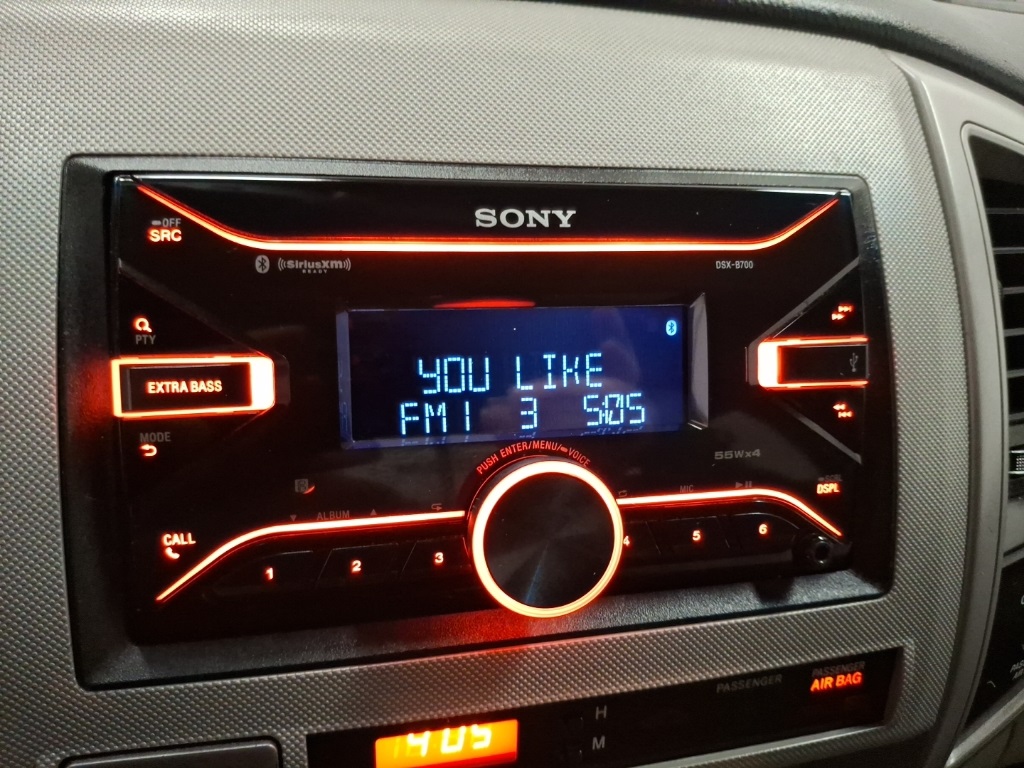 SONY
OFF
SRC
SiriusXM
READY
DSX-B700
PTY
EXTRA BASS
YOU LIKE
FM1 3 5:05
MODE
PUSH ENTER/MENU/ VOICE
55Wx4
DSPL
ALBUM
MIC
CALL
1 2 3 4 5 6
PASSENGER
PASSENGER
AIR BAG
H
4:05
M